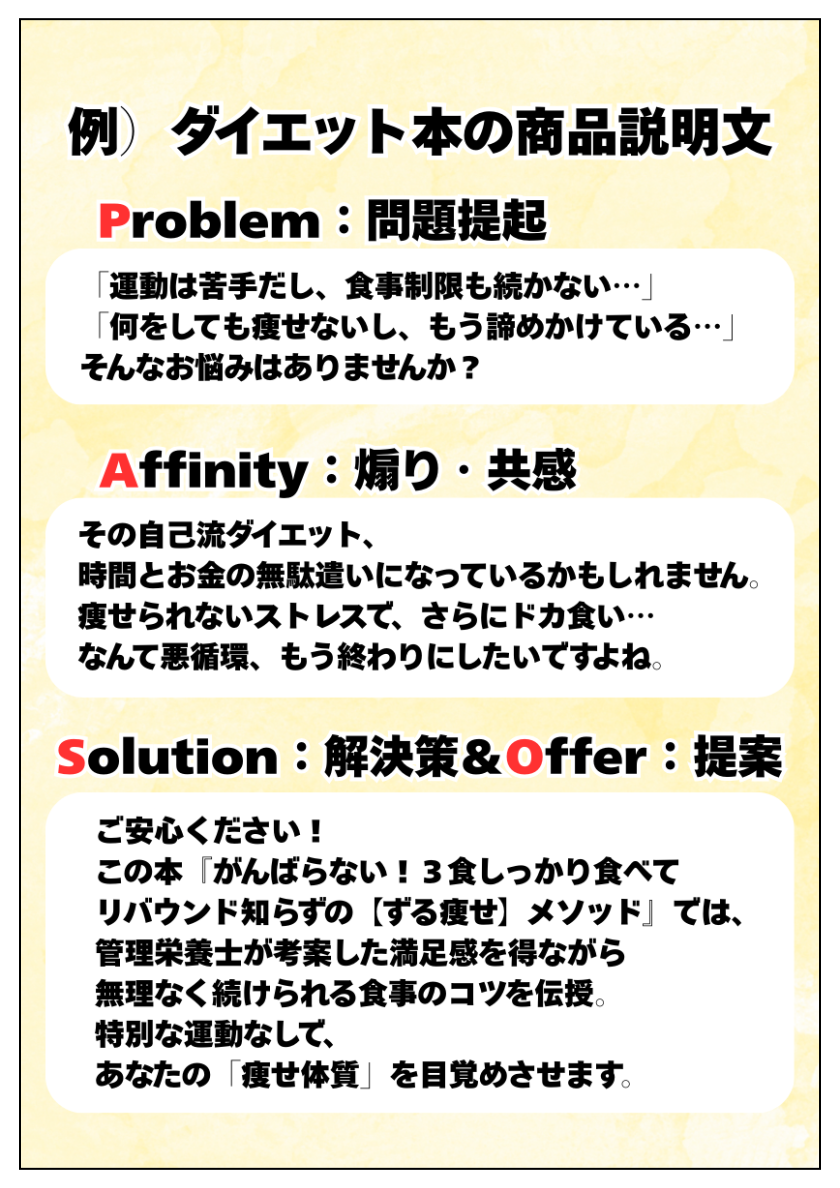 例）ダイエット本の商品説明文
Problem：問題提起
「運動は苦手だし、食事制限も続かない…」
「何をしても痩せないし、もう諦めかけている…」
そんなお悩みはありませんか？
Affinity：煽り・共感
その自己流ダイエット、
時間とお金の無駄遣いになっているかもしれません。
痩せられないストレスで、さらにドカ食い…
なんて悪循環、もう終わりにしたいですよね。
Solution：解決策&Offer：提案
ご安心ください！
この本『がんばらない！３食しっかり食べて
リバウンド知らずの【ずる痩せ】メソッド』では、
管理栄養士が考案した満足感を得ながら
無理なく続けられる食事のコツを伝授。
特別な運動なしで、
あなたの「痩せ体質」を目覚めさせます。